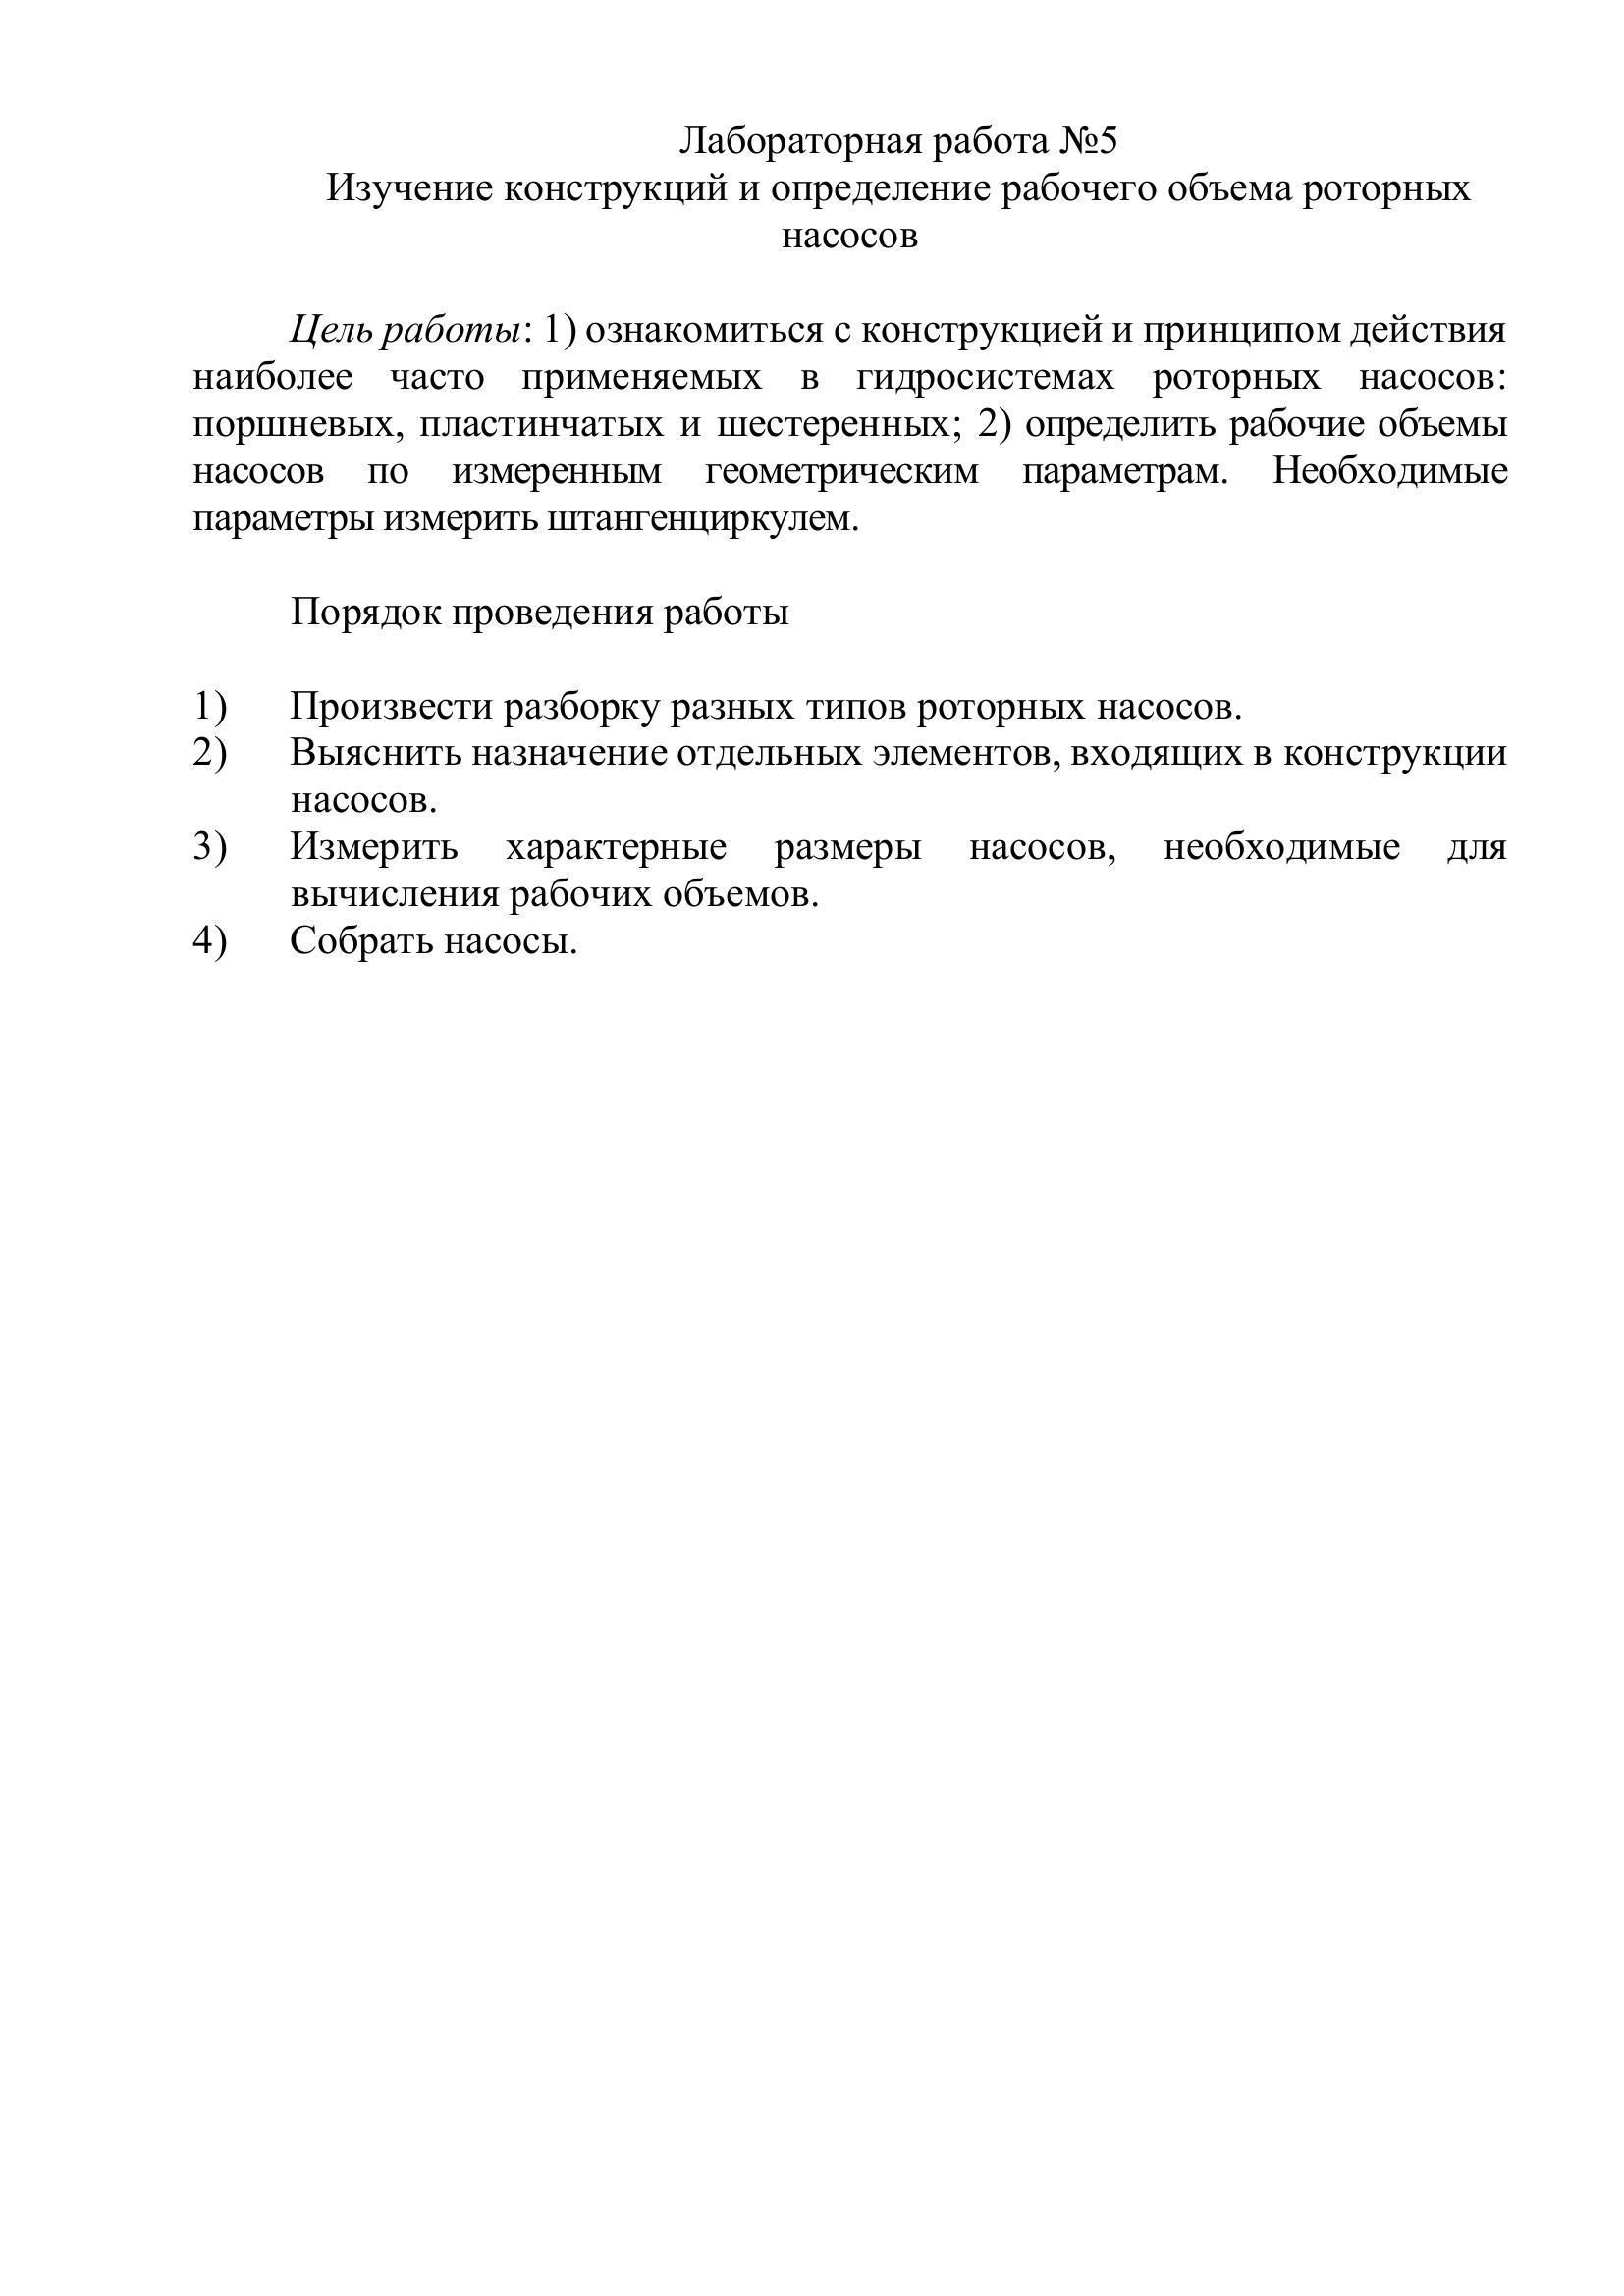 Лабораторная работа №5
Изучение конструкций и определение рабочего объема роторных
насосов
Цель работы: 1) ознакомиться с конструкцией и принципом действия
наиболее часто применяемых в гидросистемах роторных насосов:
поршневых, пластинчатых и шестеренных; 2) определить рабочие объемы
насосов по измеренным геометрическим параметрам. Необходимые
параметры измерить штангенциркулем.
Порядок проведения работы
1) Произвести разборку разных типов роторных насосов.
2) Выяснить назначение отдельных элементов, входящих в конструкции
насосов.
3) Измерить характерные размеры насосов, необходимые для
вычисления рабочих объемов.
4) Собрать насосы.